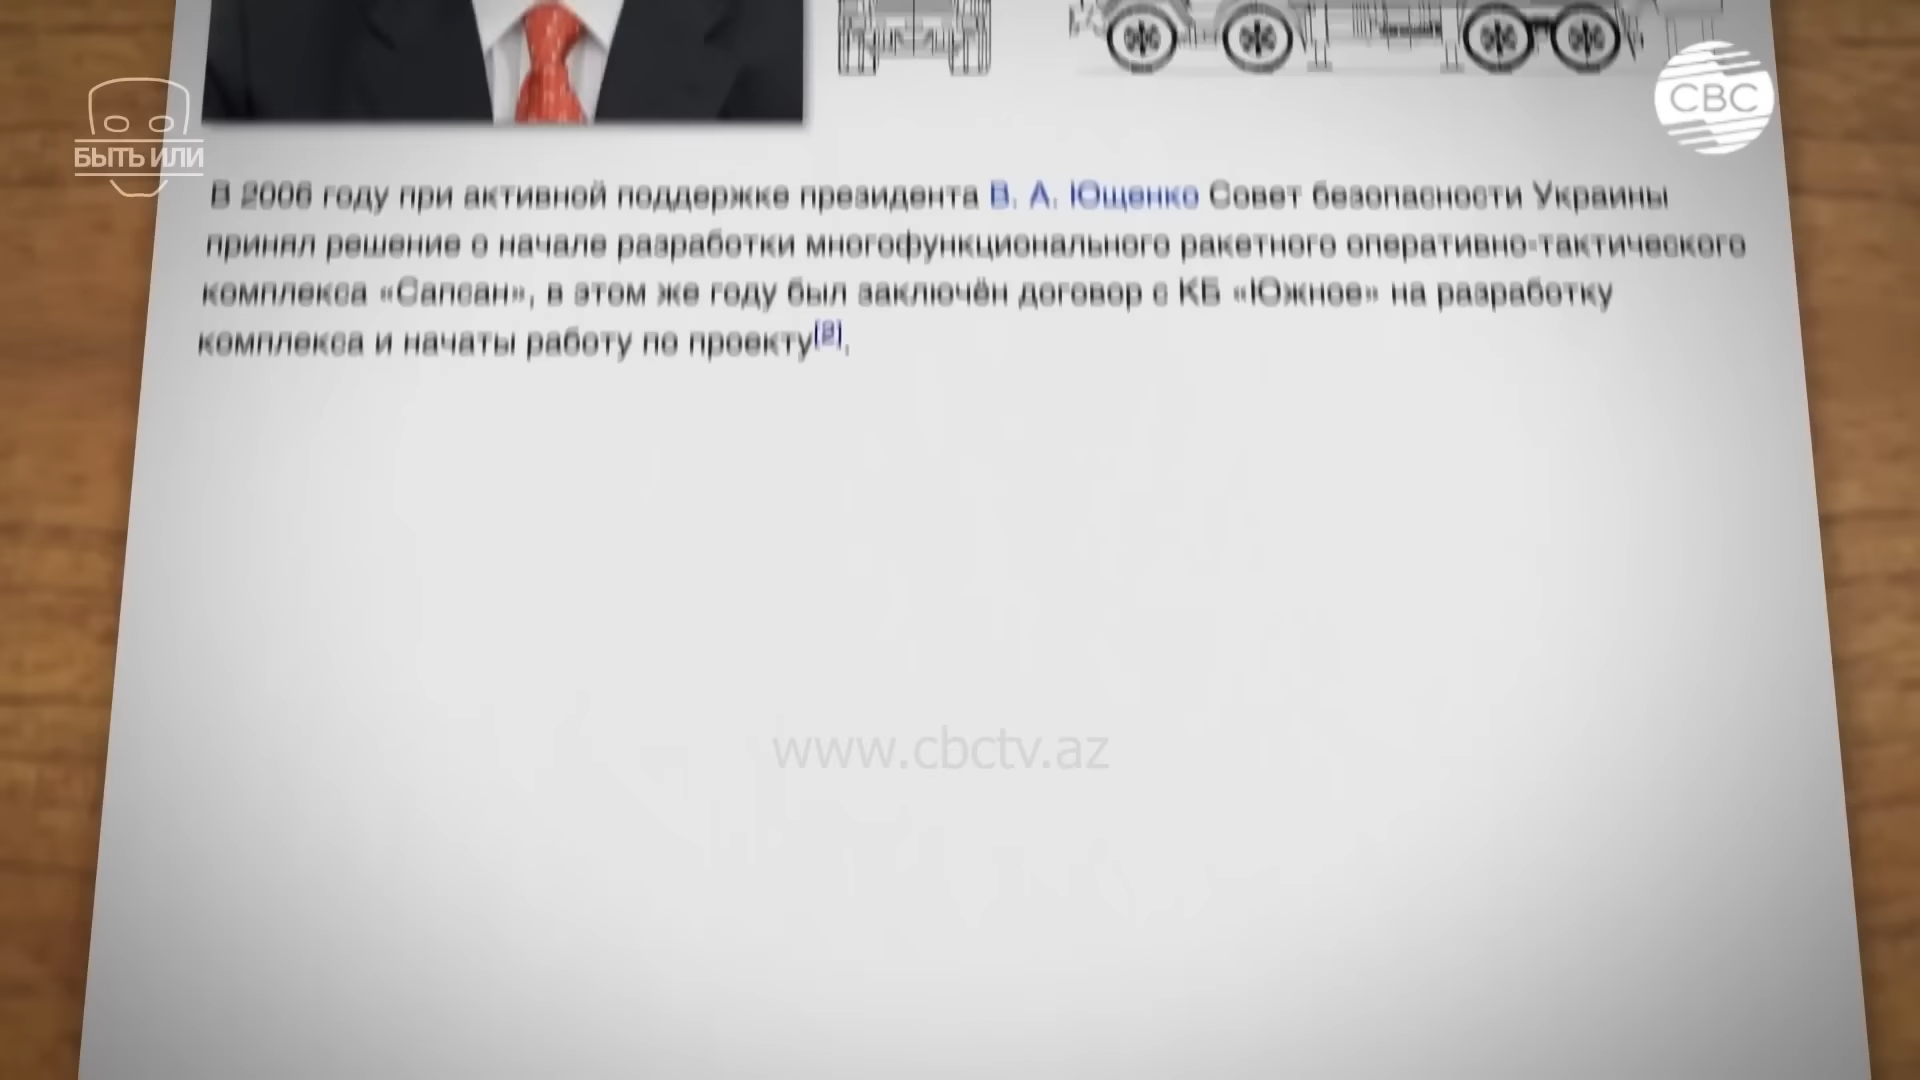 БЫТЬ ИЛИ
CBC
В 2006 году при активной поддержке президента В. А. Ющенко Совет безопасности Украины
принял решение о начале разработки многофункционального ракетного оперативно-тактического
комплекса «Сапсан», в этом же году был заключён договор с КБ «Южное» на разработку
комплекса и начаты работу по проекту[8].
www.cbctv.az